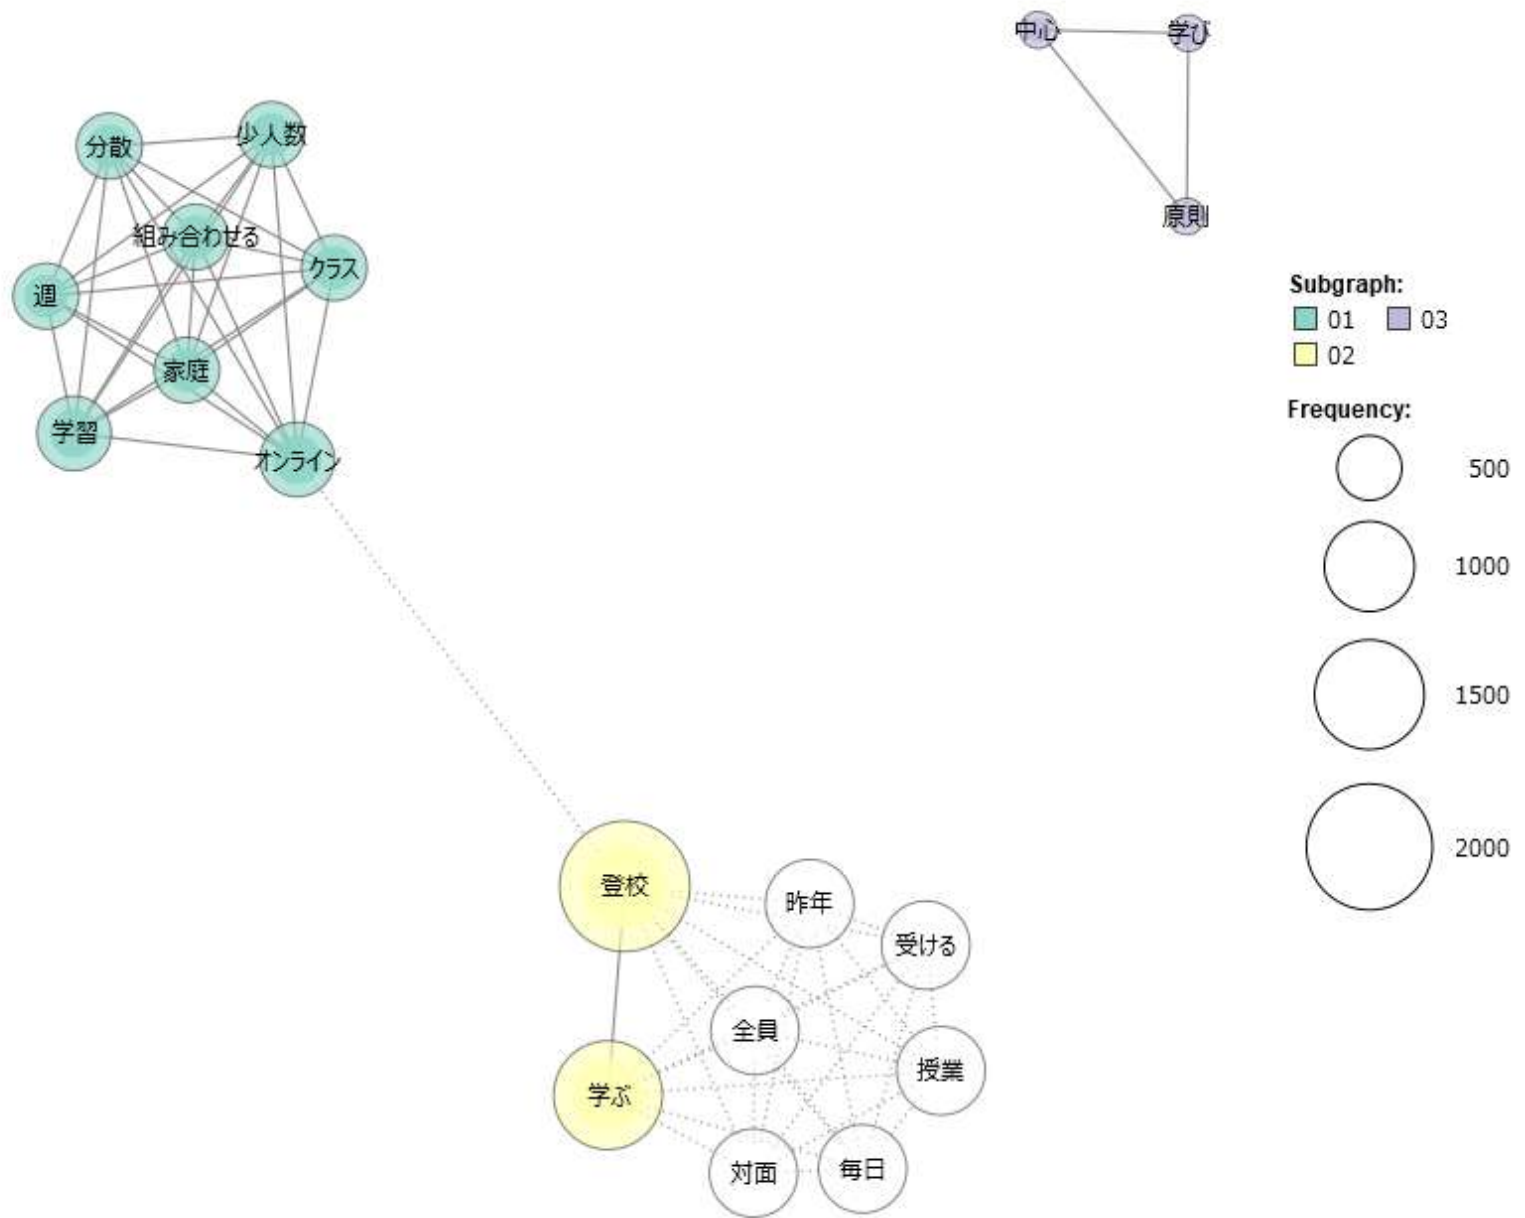 中心
学び
原則
分散
少人数
組み合わせる
クラス
週
家庭
学習
オンライン
登校
昨年
受ける
全員
授業
学ぶ
対面
毎日
Subgraph:
01 03
02
Frequency:
500
1000
1500
2000